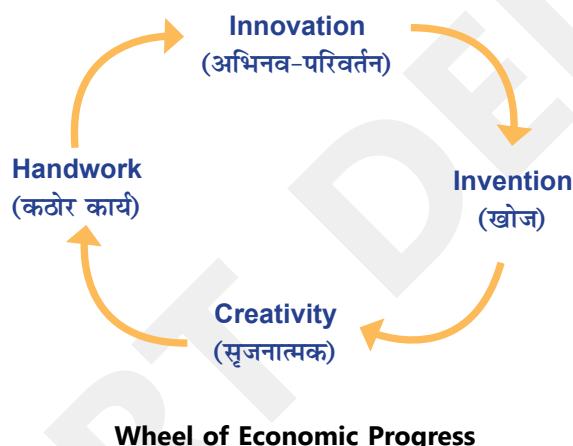 Innovation
(अभिनव-परिवर्तन)
Handwork
(कठोर कार्य)
Invention
(खोज)
Creativity
(सृजनात्मक)
Wheel of Economic Progress